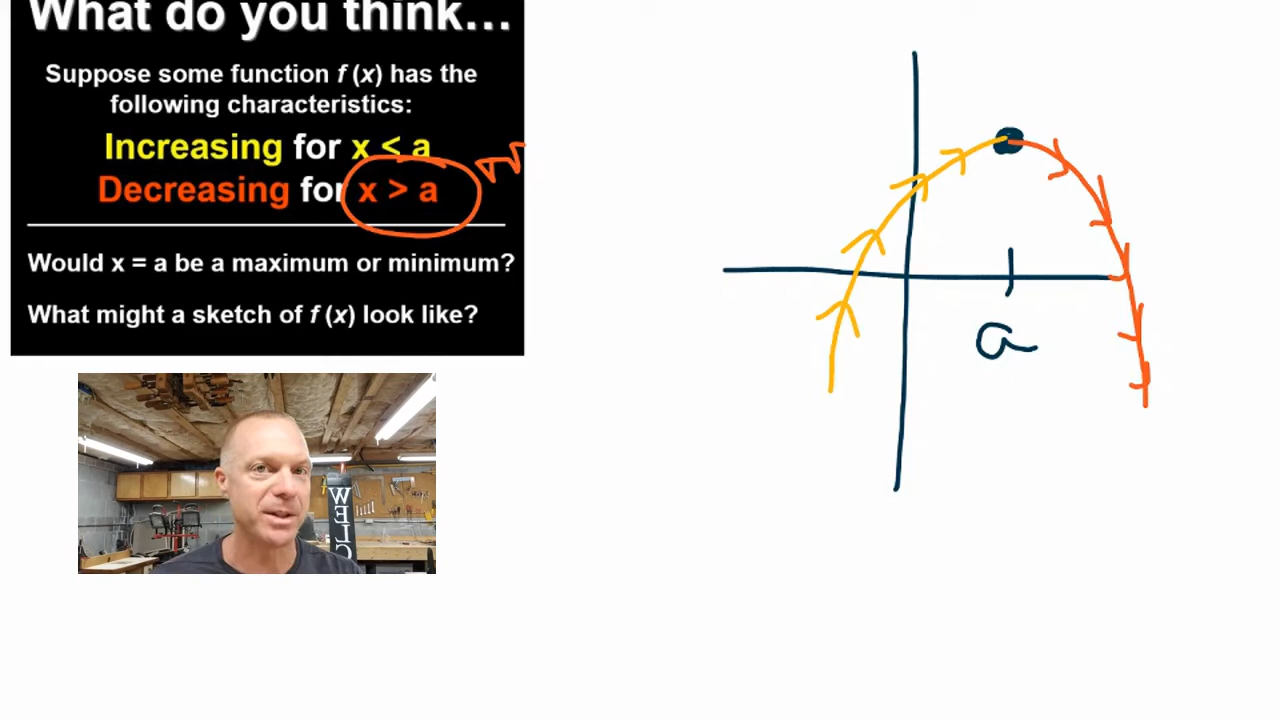 What do you think…
Suppose some function f (x) has the
following characteristics:
Increasing for x < a
Decreasing for x > a
Would x = a be a maximum or minimum?
What might a sketch of f (x) look like?
a
WELC